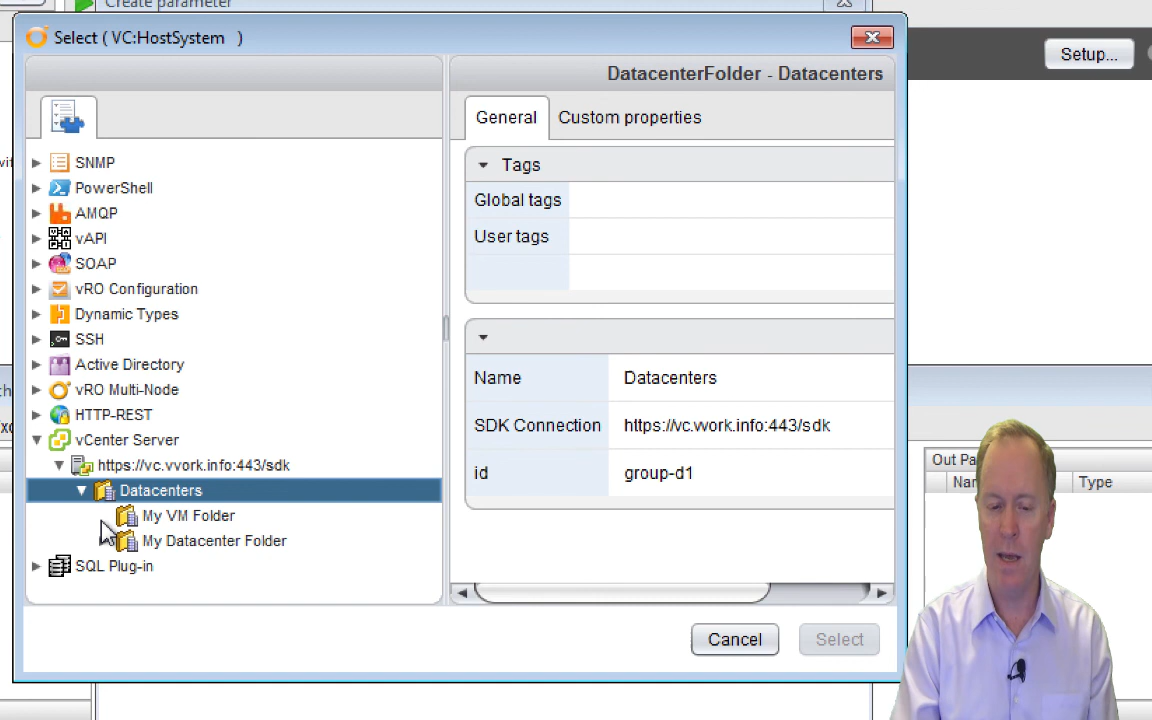 Create parameter
Select ( VC:HostSystem )
Setup...
DatacenterFolder - Datacenters
General
Custom properties
SNMP
PowerShell
AMQP
vAPI
SOAP
vRO Configuration
Dynamic Types
SSH
Active Directory
vRO Multi-Node
HTTP-REST
vCenter Server
https://vc.vvork.info:443/sdk
Datacenters
My VM Folder
My Datacenter Folder
SQL Plug-in
Tags
Global tags
User tags
Name
Datacenters
SDK Connection
https://vc.work.info:443/sdk
id
group-d1
Cancel
Select
Out Pa
Nan
Type